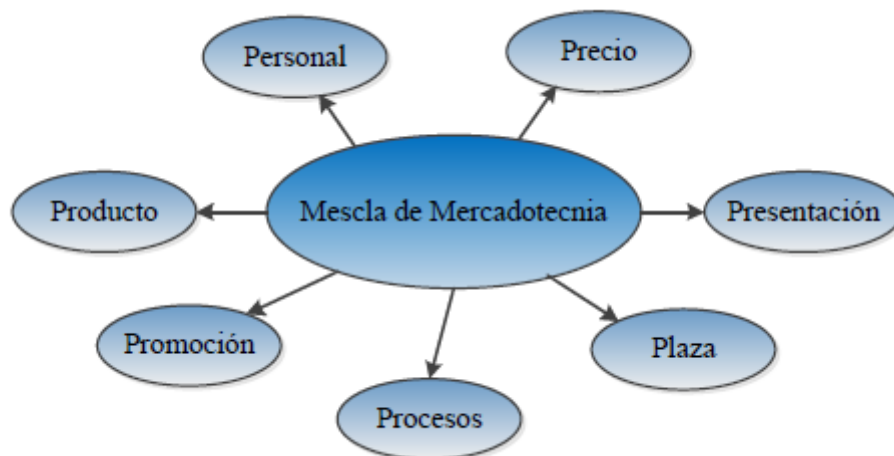 Personal
Precio
Producto
Mescla de Mercadotecnia
Presentación
Promoción
Plaza
Procesos